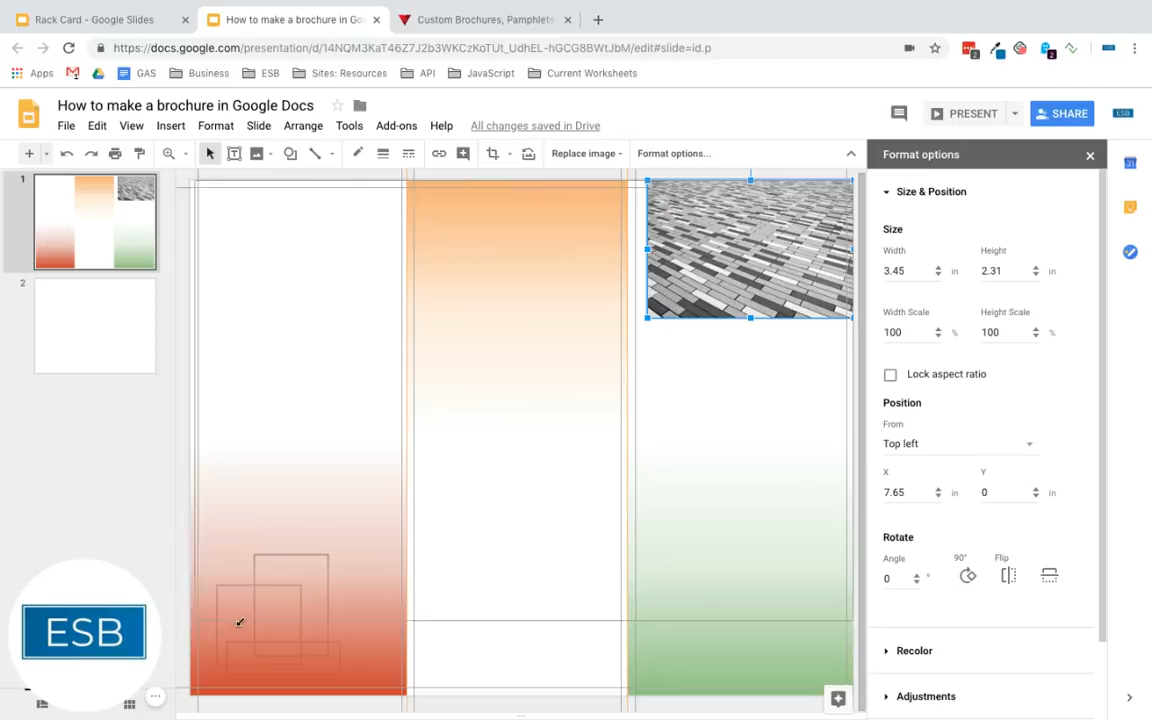 Rack Card - Google Slides
How to make a brochure in Go
Custom Brochures, Pamphlets
https://docs.google.com/presentation/d/14NQM3KaT46Z7J2b3WKCzKoTUt_UdhEL-hGCG8BWtJbM/edit#slide=id.p
2
2
Apps
GAS
Business
ESB
Sites: Resources
API
JavaScript
Current Worksheets
How to make a brochure in Google Docs
File Edit View Insert Format Slide Arrange Tools Add-ons Help All changes saved in Drive
PRESENT
SHARE
ESB
Replace image
Format options...
Format options
1
2
Size & Position
Size
Width Height
3.45 in 2.31 in
Width Scale Height Scale
100 % 100 %
Lock aspect ratio
Position
From
Top left
X Y
7.65 in 0 in
Rotate
Angle 90° Flip
0 °
Recolor
Adjustments
ESB